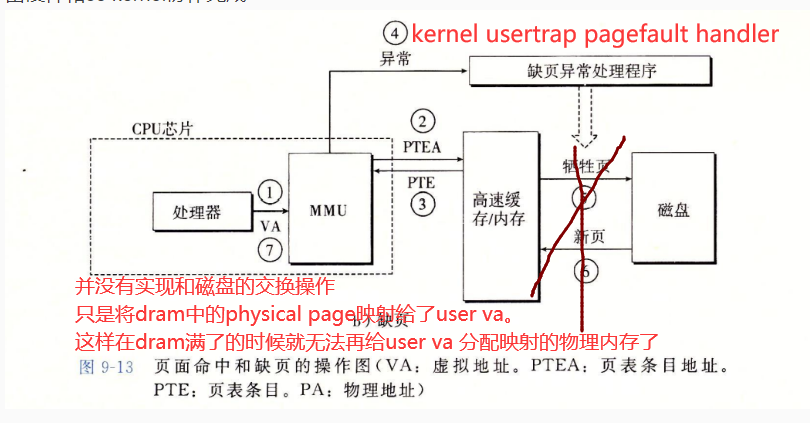 ④ kernel usertrap pagefault handler
异常
缺页异常处理程序
CPU芯片
②
PTEA
牺牲页
①
PTE
⑤
处理器
MMU
③
高速缓存/内存
磁盘
VA
新页
⑦
⑥
并没有实现和磁盘的交换操作
只是将dram中的physical page映射给了user va。
b) 缺页
这样在dram满了的时候就无法再给user va 分配映射的物理内存了
图 9-13 页面命中和缺页的操作图(VA：虚拟地址。PTEA：页表条目地址。
PTE：页表条目。PA：物理地址)